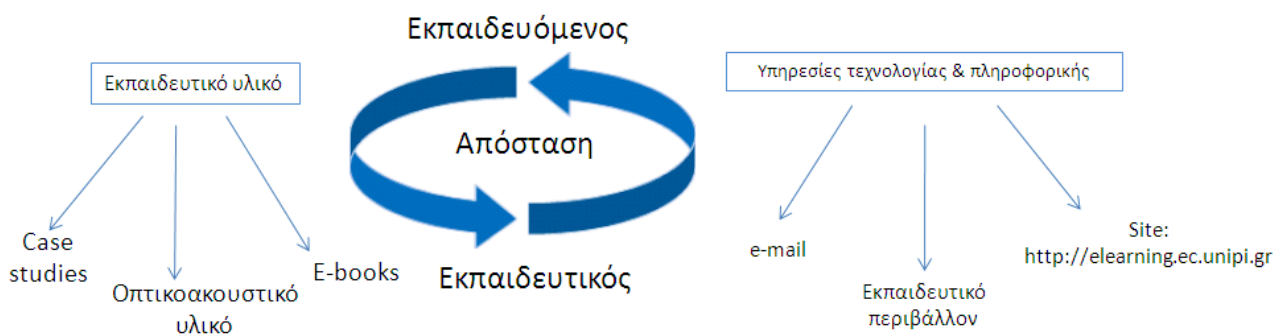 Εκπαιδευόμενος
Εκπαιδευτικό υλικό
Υπηρεσίες τεχνολογίας & πληροφορικής
Απόσταση
Case
studies
Οπτικοακουστικό
υλικό
E-books
Εκπαιδευτικός
e-mail
Εκπαιδευτικό
περιβάλλον
Site:
http://elearning.ec.unipi.gr